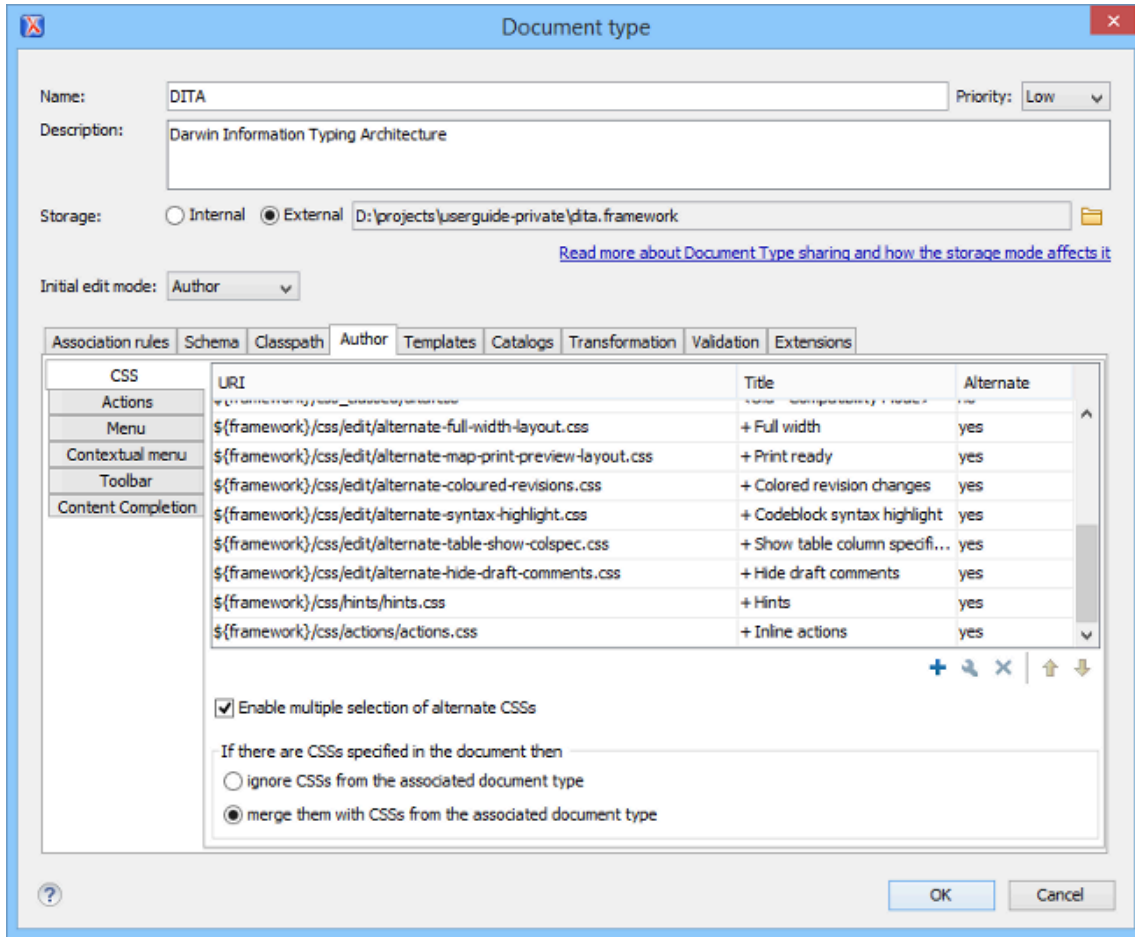 Document type
Name: DITA Priority: Low
Description: Darwin Information Typing Architecture
Storage: Internal External D:\projects\userguide-private\dita.framework
Read more about Document Type sharing and how the storage mode affects it
Initial edit mode: Author
Association rules Schema Classpath Author Templates Catalogs Transformation Validation Extensions
CSS
Actions
Menu
Contextual menu
Toolbar
Content Completion
URI Title Alternate
${framework}/css/edit/alternate-full-width-layout.css + Full width yes
${framework}/css/edit/alternate-map-print-preview-layout.css + Print ready yes
${framework}/css/edit/alternate-coloured-revisions.css + Colored revision changes yes
${framework}/css/edit/alternate-syntax-highlight.css + Codeblock syntax highlight yes
${framework}/css/edit/alternate-table-show-colspec.css + Show table column specifi... yes
${framework}/css/edit/alternate-hide-draft-comments.css + Hide draft comments yes
${framework}/css/hints/hints.css + Hints yes
${framework}/css/actions/actions.css + Inline actions yes
Enable multiple selection of alternate CSSs
If there are CSSs specified in the document then
ignore CSSs from the associated document type
merge them with CSSs from the associated document type
OK Cancel